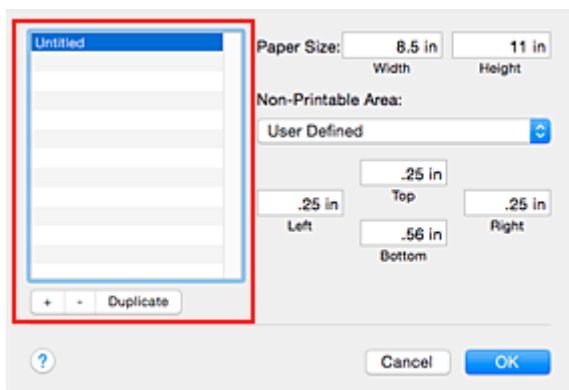 Untitled
Paper Size: 8.5 in 11 in
Width Height
Non-Printable Area:
User Defined
.25 in
Top
.25 in .25 in
Left Right
.56 in
Bottom
+ - Duplicate
? Cancel OK